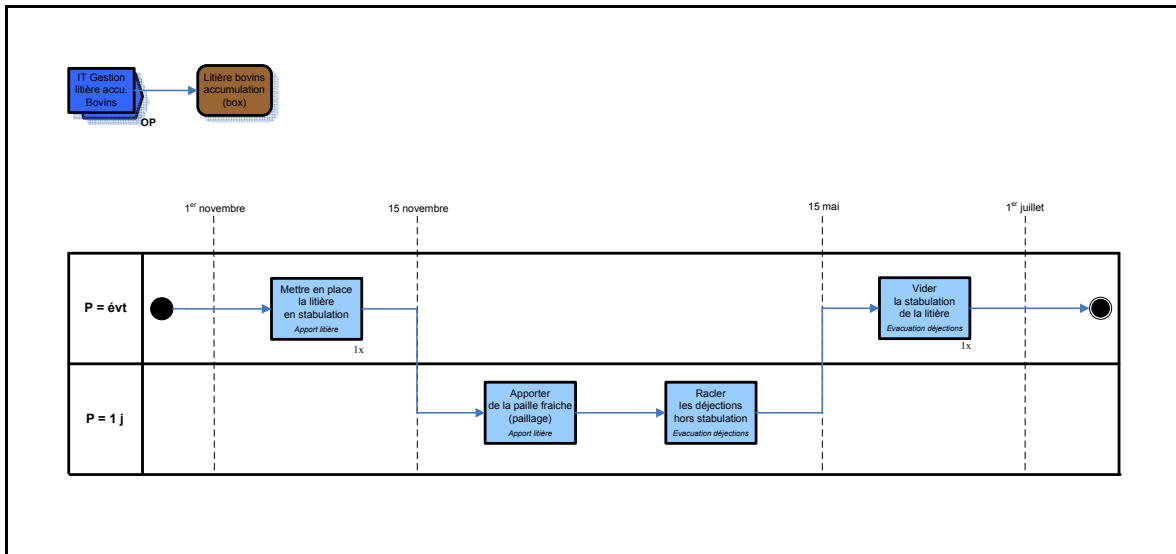 IT Gestion
litière accu.
Bovins
OP
Litière bovins
accumulation
(box)
1er novembre
15 novembre
15 mai
1er juillet
P = évt
Mettre en place
la litière
en stabulation
Apport litière
1x
Vider
la stabulation
de la litière
Evacuation déjections
1x
P = 1 j
Apporter
de la paille fraiche
(paillage)
Apport litière
Racler
les déjections
hors stabulation
Evacuation déjections